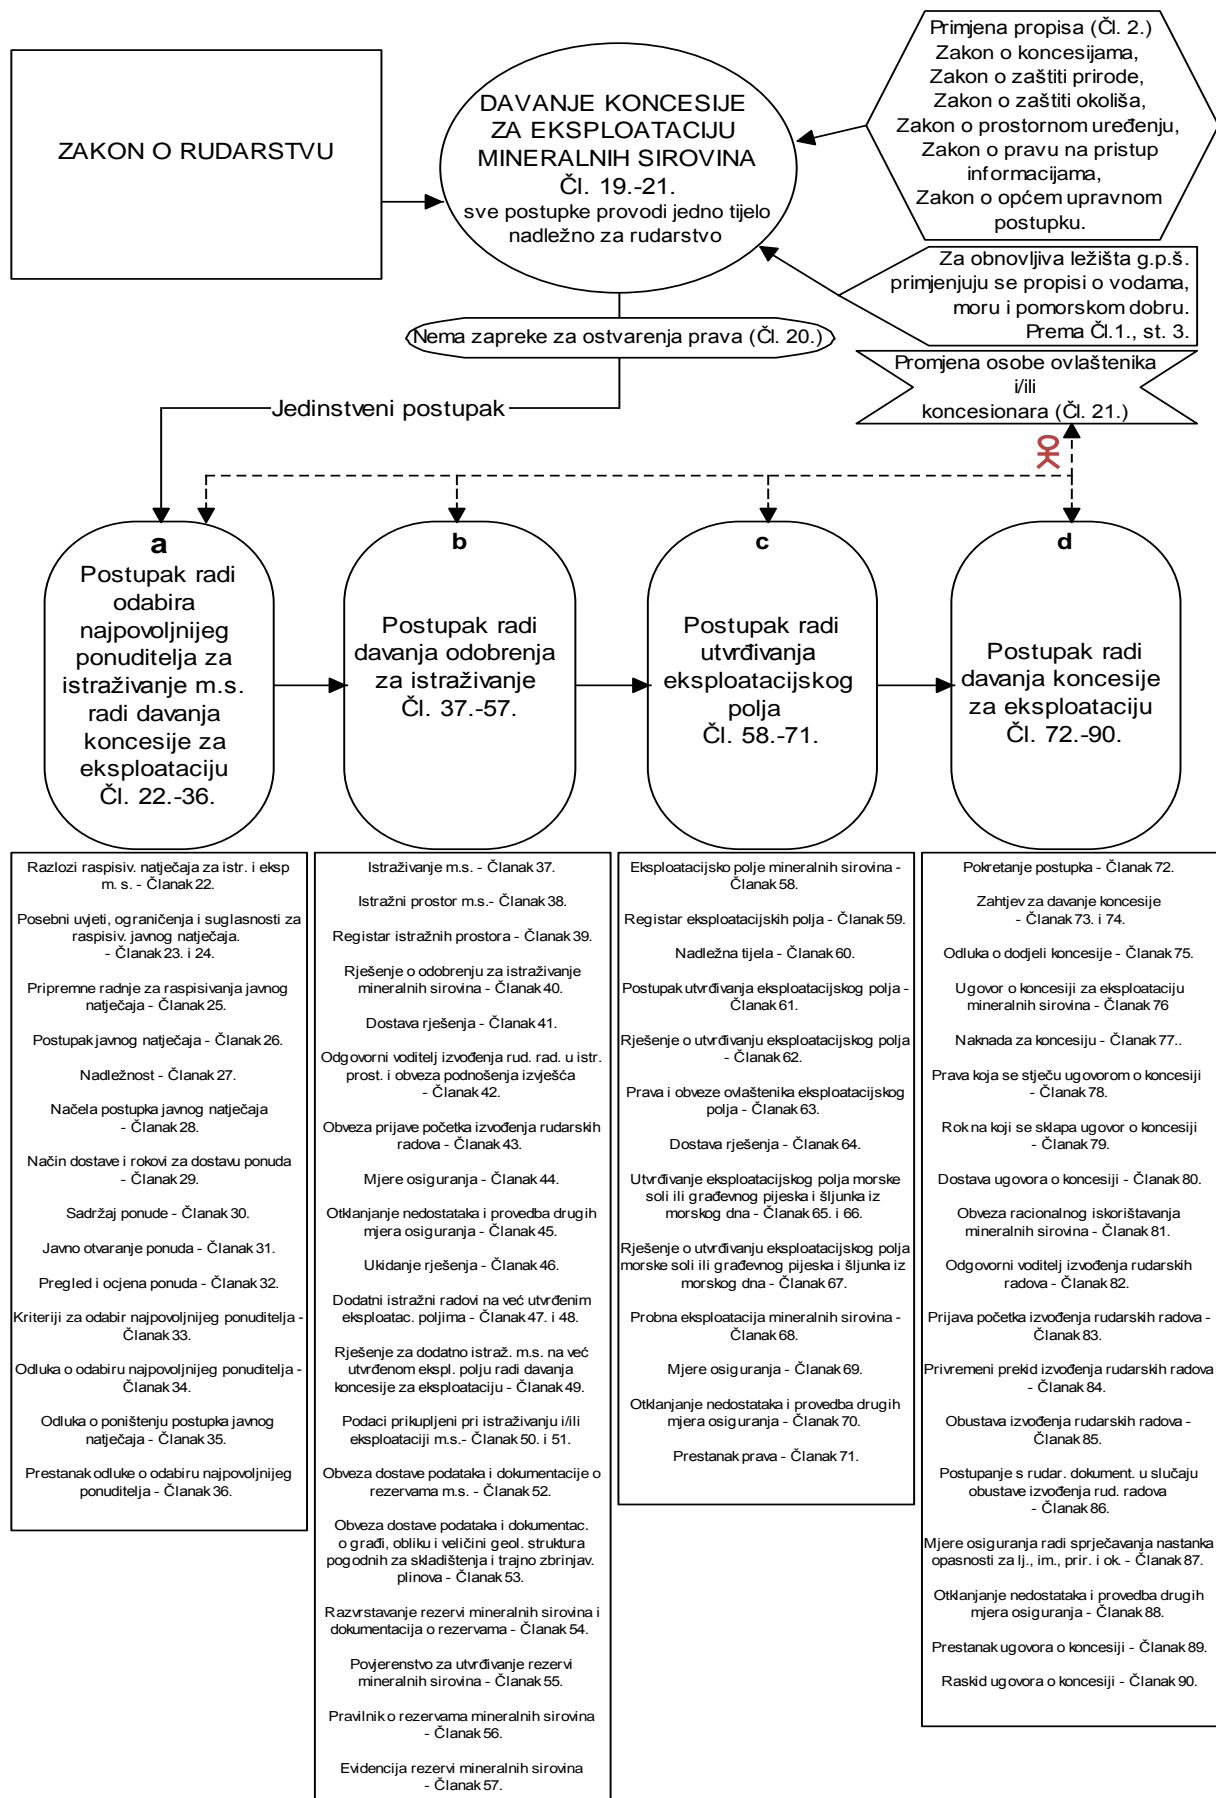 ZAKON O RUDARSTVU
DAVANJE KONCESIJE
ZA EKSPLOATACIJU
MINERALNIH SIROVINA
Čl. 19.-21.
sve postupke provodi jedno tijelo
nadležno za rudarstvo
Primjena propisa (Čl. 2.)
Zakon o koncesijama,
Zakon o zaštiti prirode,
Zakon o zaštiti okoliša,
Zakon o prostornom uređenju,
Zakon o pravu na pristup
informacijama,
Zakon o općem upravnom
postupku.
Za obnovljiva ležišta g.p.š.
primjenjuju se propisi o vodama,
moru i pomorskom dobru.
Prema Čl.1., st. 3.
Nema zapreke za ostvarenja prava (Čl. 20.)
Promjena osobe ovlaštenika
i/ili
koncesionara (Čl. 21.)
Jedinstveni postupak
a
Postupak radi
odabira
najpovoljnijeg
ponuditelja za
istraživanje m.s.
radi davanja
koncesije za
eksploataciju
Čl. 22.-36.
b
Postupak radi
davanja odobrenja
za istraživanje
Čl. 37.-57.
c
Postupak radi
utvrđivanja
eksploatacijskog
polja
Čl. 58.-71.
d
Postupak radi
davanja koncesije
za eksploataciju
Čl. 72.-90.
Razlozi raspisiv. natječaja za istr. i eksp
m. s. - Članak 22.
Posebni uvjeti, ograničenja i suglasnosti za
raspisiv. javnog natječaja.
- Članak 23. i 24.
Pripremne radnje za raspisivanja javnog
natječaja - Članak 25.
Postupak javnog natječaja - Članak 26.
Nadležnost - Članak 27.
Načela postupka javnog natječaja
- Članak 28.
Način dostave i rokovi za dostavu ponuda
- Članak 29.
Sadržaj ponude - Članak 30.
Javno otvaranje ponuda - Članak 31.
Pregled i ocjena ponuda - Članak 32.
Kriteriji za odabir najpovoljnijeg ponuditelja -
Članak 33.
Odluka o odabiru najpovoljnijeg ponuditelja -
Članak 34.
Odluka o poništenju postupka javnog
natječaja - Članak 35.
Prestanak odluke o odabiru najpovoljnijeg
ponuditelja - Članak 36.
Istraživanje m.s. - Članak 37.
Istražni prostor m.s.- Članak 38.
Registar istražnih prostora - Članak 39.
Rješenje o odobrenju za istraživanje
mineralnih sirovina - Članak 40.
Dostava rješenja - Članak 41.
Odgovorni voditelj izvođenja rud. rad. u istr.
prost. i obveza podnošenja izvješća
- Članak 42.
Obveza prijave početka izvođenja rudarskih
radova - Članak 43.
Mjere osiguranja - Članak 44.
Otklanjanje nedostataka i provedba drugih
mjera osiguranja - Članak 45.
Ukidanje rješenja - Članak 46.
Dodatni istražni radovi na već utvrđenim
eksploatac. poljima - Članak 47. i 48.
Rješenje za dodatno istraž. m.s. na već
utvrđenom ekspl. polju radi davanja
koncesije za eksploataciju - Članak 49.
Podaci prikupljeni pri istraživanju i/ili
eksploataciji m.s.- Članak 50. i 51.
Obveza dostave podataka i dokumentacije o
rezervama m.s. - Članak 52.
Obveza dostave podataka i dokumentac.
o građi, obliku i veličini geol. struktura
pogodnih za skladištenje i trajno zbrinjav.
plinova - Članak 53.
Razvrstavanje rezervi mineralnih sirovina i
dokumentacija o rezervama - Članak 54.
Povjerenstvo za utvrđivanje rezervi
mineralnih sirovina - Članak 55.
Pravilnik o rezervama mineralnih sirovina
- Članak 56.
Evidencija rezervi mineralnih sirovina
- Članak 57.
Eksploatacijsko polje mineralnih sirovina -
Članak 58.
Registar eksploatacijskih polja - Članak 59.
Nadležna tijela - Članak 60.
Postupak utvrđivanja eksploatacijskog polja -
Članak 61.
Rješenje o utvrđivanju eksploatacijskog polja
- Članak 62.
Prava i obveze ovlaštenika eksploatacijskog
polja - Članak 63.
Dostava rješenja - Članak 64.
Utvrđivanje eksploatacijskog polja morske
soli ili građevnog pijeska i šljunka iz
morskog dna - Članak 65. i 66.
Rješenje o utvrđivanju eksploatacijskog polja
morske soli ili građevnog pijeska i šljunka iz
morskog dna - Članak 67.
Probna eksploatacija mineralnih sirovina -
Članak 68.
Mjere osiguranja - Članak 69.
Otklanjanje nedostataka i provedba drugih
mjera osiguranja - Članak 70.
Prestanak prava - Članak 71.
Pokretanje postupka - Članak 72.
Zahtjev za davanje koncesije
- Članak 73. i 74.
Odluka o dodjeli koncesije - Članak 75.
Ugovor o koncesiji za eksploataciju
mineralnih sirovina - Članak 76
Naknada za koncesiju - Članak 77..
Prava koja se stječu ugovorom o koncesiji
- Članak 78.
Rok na koji se sklapa ugovor o koncesiji
- Članak 79.
Dostava ugovora o koncesiji - Članak 80.
Obveza racionalnog iskorištavanja
mineralnih sirovina - Članak 81.
Odgovorni voditelj izvođenja rudarskih
radova - Članak 82.
Prijava početka izvođenja rudarskih radova -
Članak 83.
Privremeni prekid izvođenja rudarskih radova
- Članak 84.
Obustava izvođenja rudarskih radova -
Članak 85.
Postupanje s rudar. dokument. u slučaju
obustave izvođenja rud. radova
- Članak 86.
Mjere osiguranja radi sprječavanja nastanka
opasnosti za lj., im., prir. i ok. - Članak 87.
Otklanjanje nedostataka i provedba drugih
mjera osiguranja - Članak 88.
Prestanak ugovora o koncesiji - Članak 89.
Raskid ugovora o koncesiji - Članak 90.